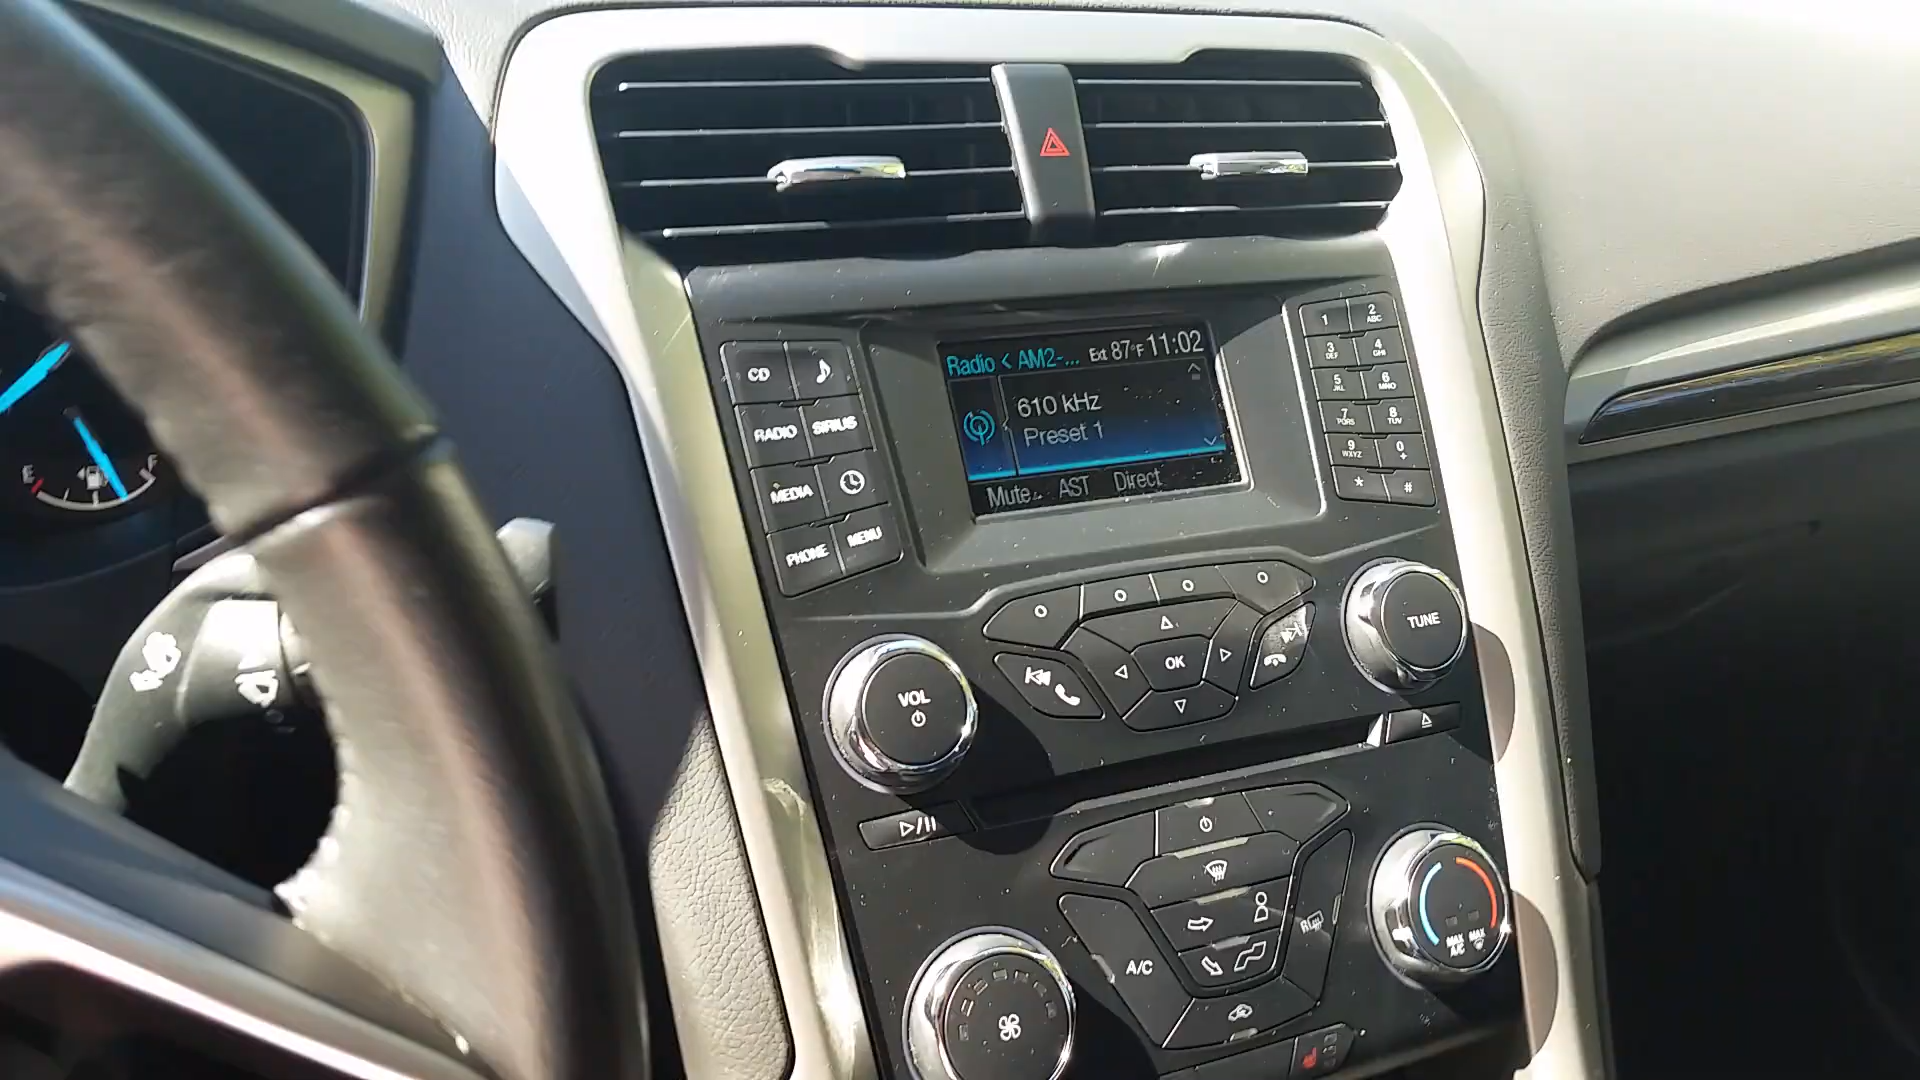 Radio < AM2-... Ext 87°F 11:02
610 kHz
Preset 1
Mute AST Direct
CD
RADIO SIRIUS
MEDIA
PHONE MENU
1 2 ABC
3 DEF 4 GHI
5 JKL 6 MNO
7 PQRS 8 TUV
9 WXYZ 0 +
* #
E F
VOL
OK
TUNE
A/C
R
MAX A/C MAX